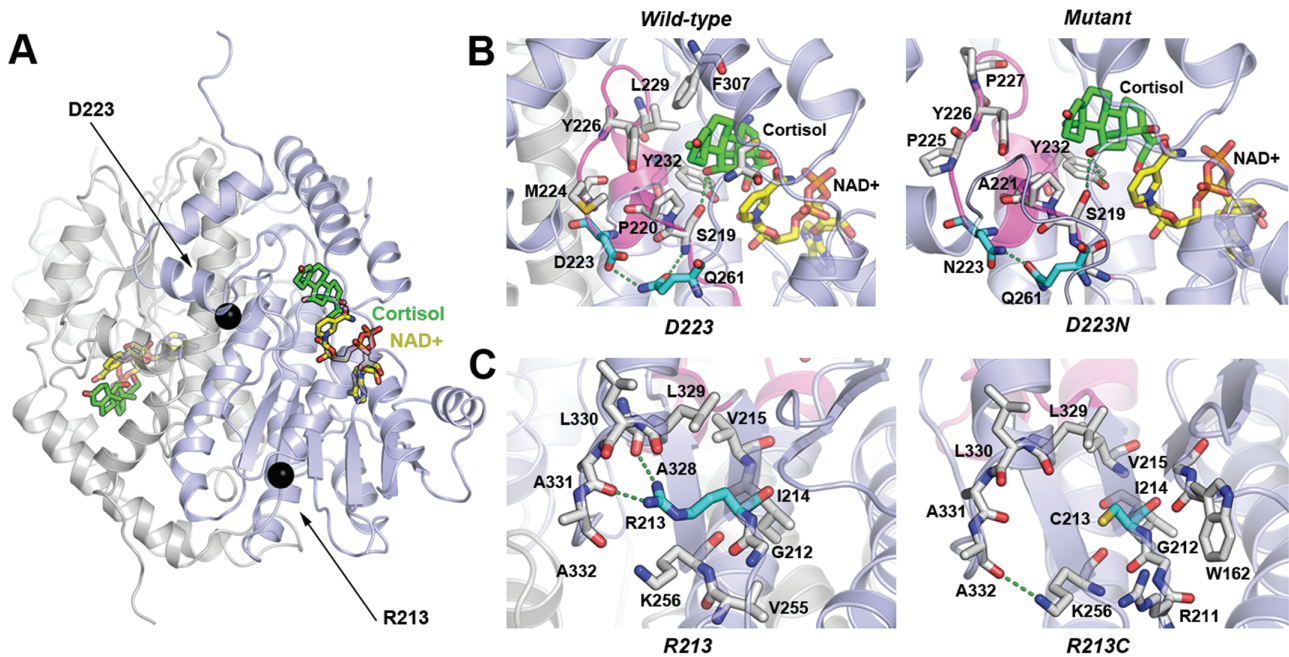 A
D223
Cortisol
NAD+
R213
B
Wild-type
L229
F307
Y226
Cortisol
Y232
M224
NAD+
P220
S219
D223
Q261
D223
Mutant
P227
Cortisol
Y226
P225
Y232
NAD+
A221
S219
N223
Q261
D223N
C
L329
L330
V215
A328
A331
I214
R213
G212
A332
K256
V255
R213
L329
L330
V215
I214
A331
C213
G212
W162
A332
K256
R211
R213C